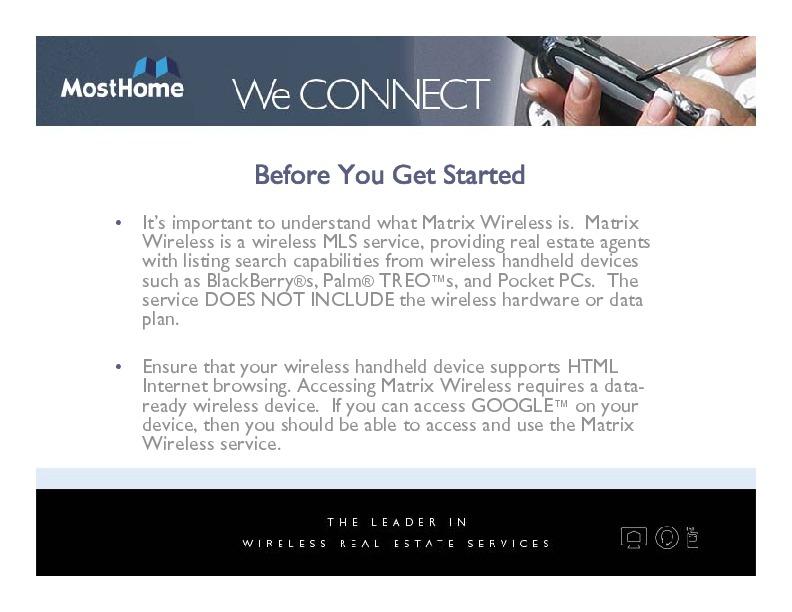 MostHome
We CONNECT
Before You Get Started
• It's important to understand what Matrix Wireless is. Matrix
Wireless is a wireless MLS service, providing real estate agents
with listing search capabilities from wireless handheld devices
such as BlackBerry®s, Palm® TREO™s, and Pocket PCs. The
service DOES NOT INCLUDE the wireless hardware or data
plan.
• Ensure that your wireless handheld device supports HTML
Internet browsing. Accessing Matrix Wireless requires a data-
ready wireless device. If you can access GOOGLE™ on your
device, then you should be able to access and use the Matrix
Wireless service.
THE LEADER IN
WIRELESS REAL ESTATE SERVICES